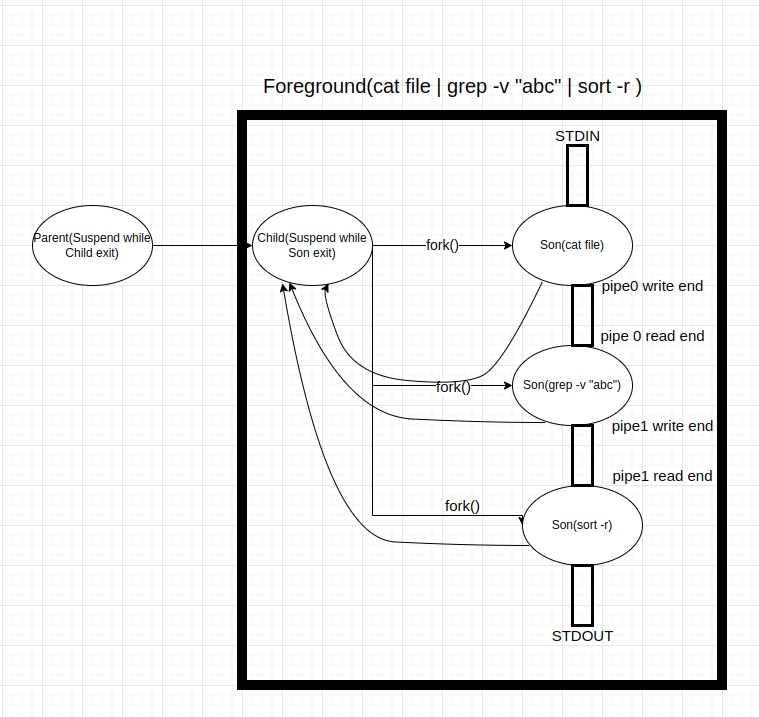 Foreground(cat file | grep -v "abc" | sort -r )
STDIN
Parent(Suspend while
Child exit)
Child(Suspend while
Son exit)
fork()
Son(cat file)
pipe0 write end
pipe 0 read end
fork()
Son(grep -v "abc")
pipe1 write end
pipe1 read end
fork()
Son(sort -r)
STDOUT